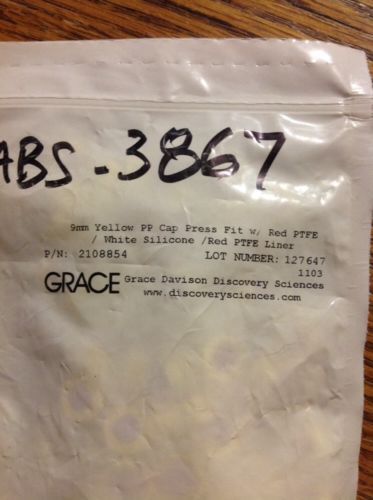 ABS-3867
9mm Yellow PP Cap Press Fit w/ Red PTFE
/ White Silicone /Red PTFE Liner
P/N: 2108854 LOT NUMBER: 127647
1103
GRACE Grace Davison Discovery Sciences
www.discoverysciences.com